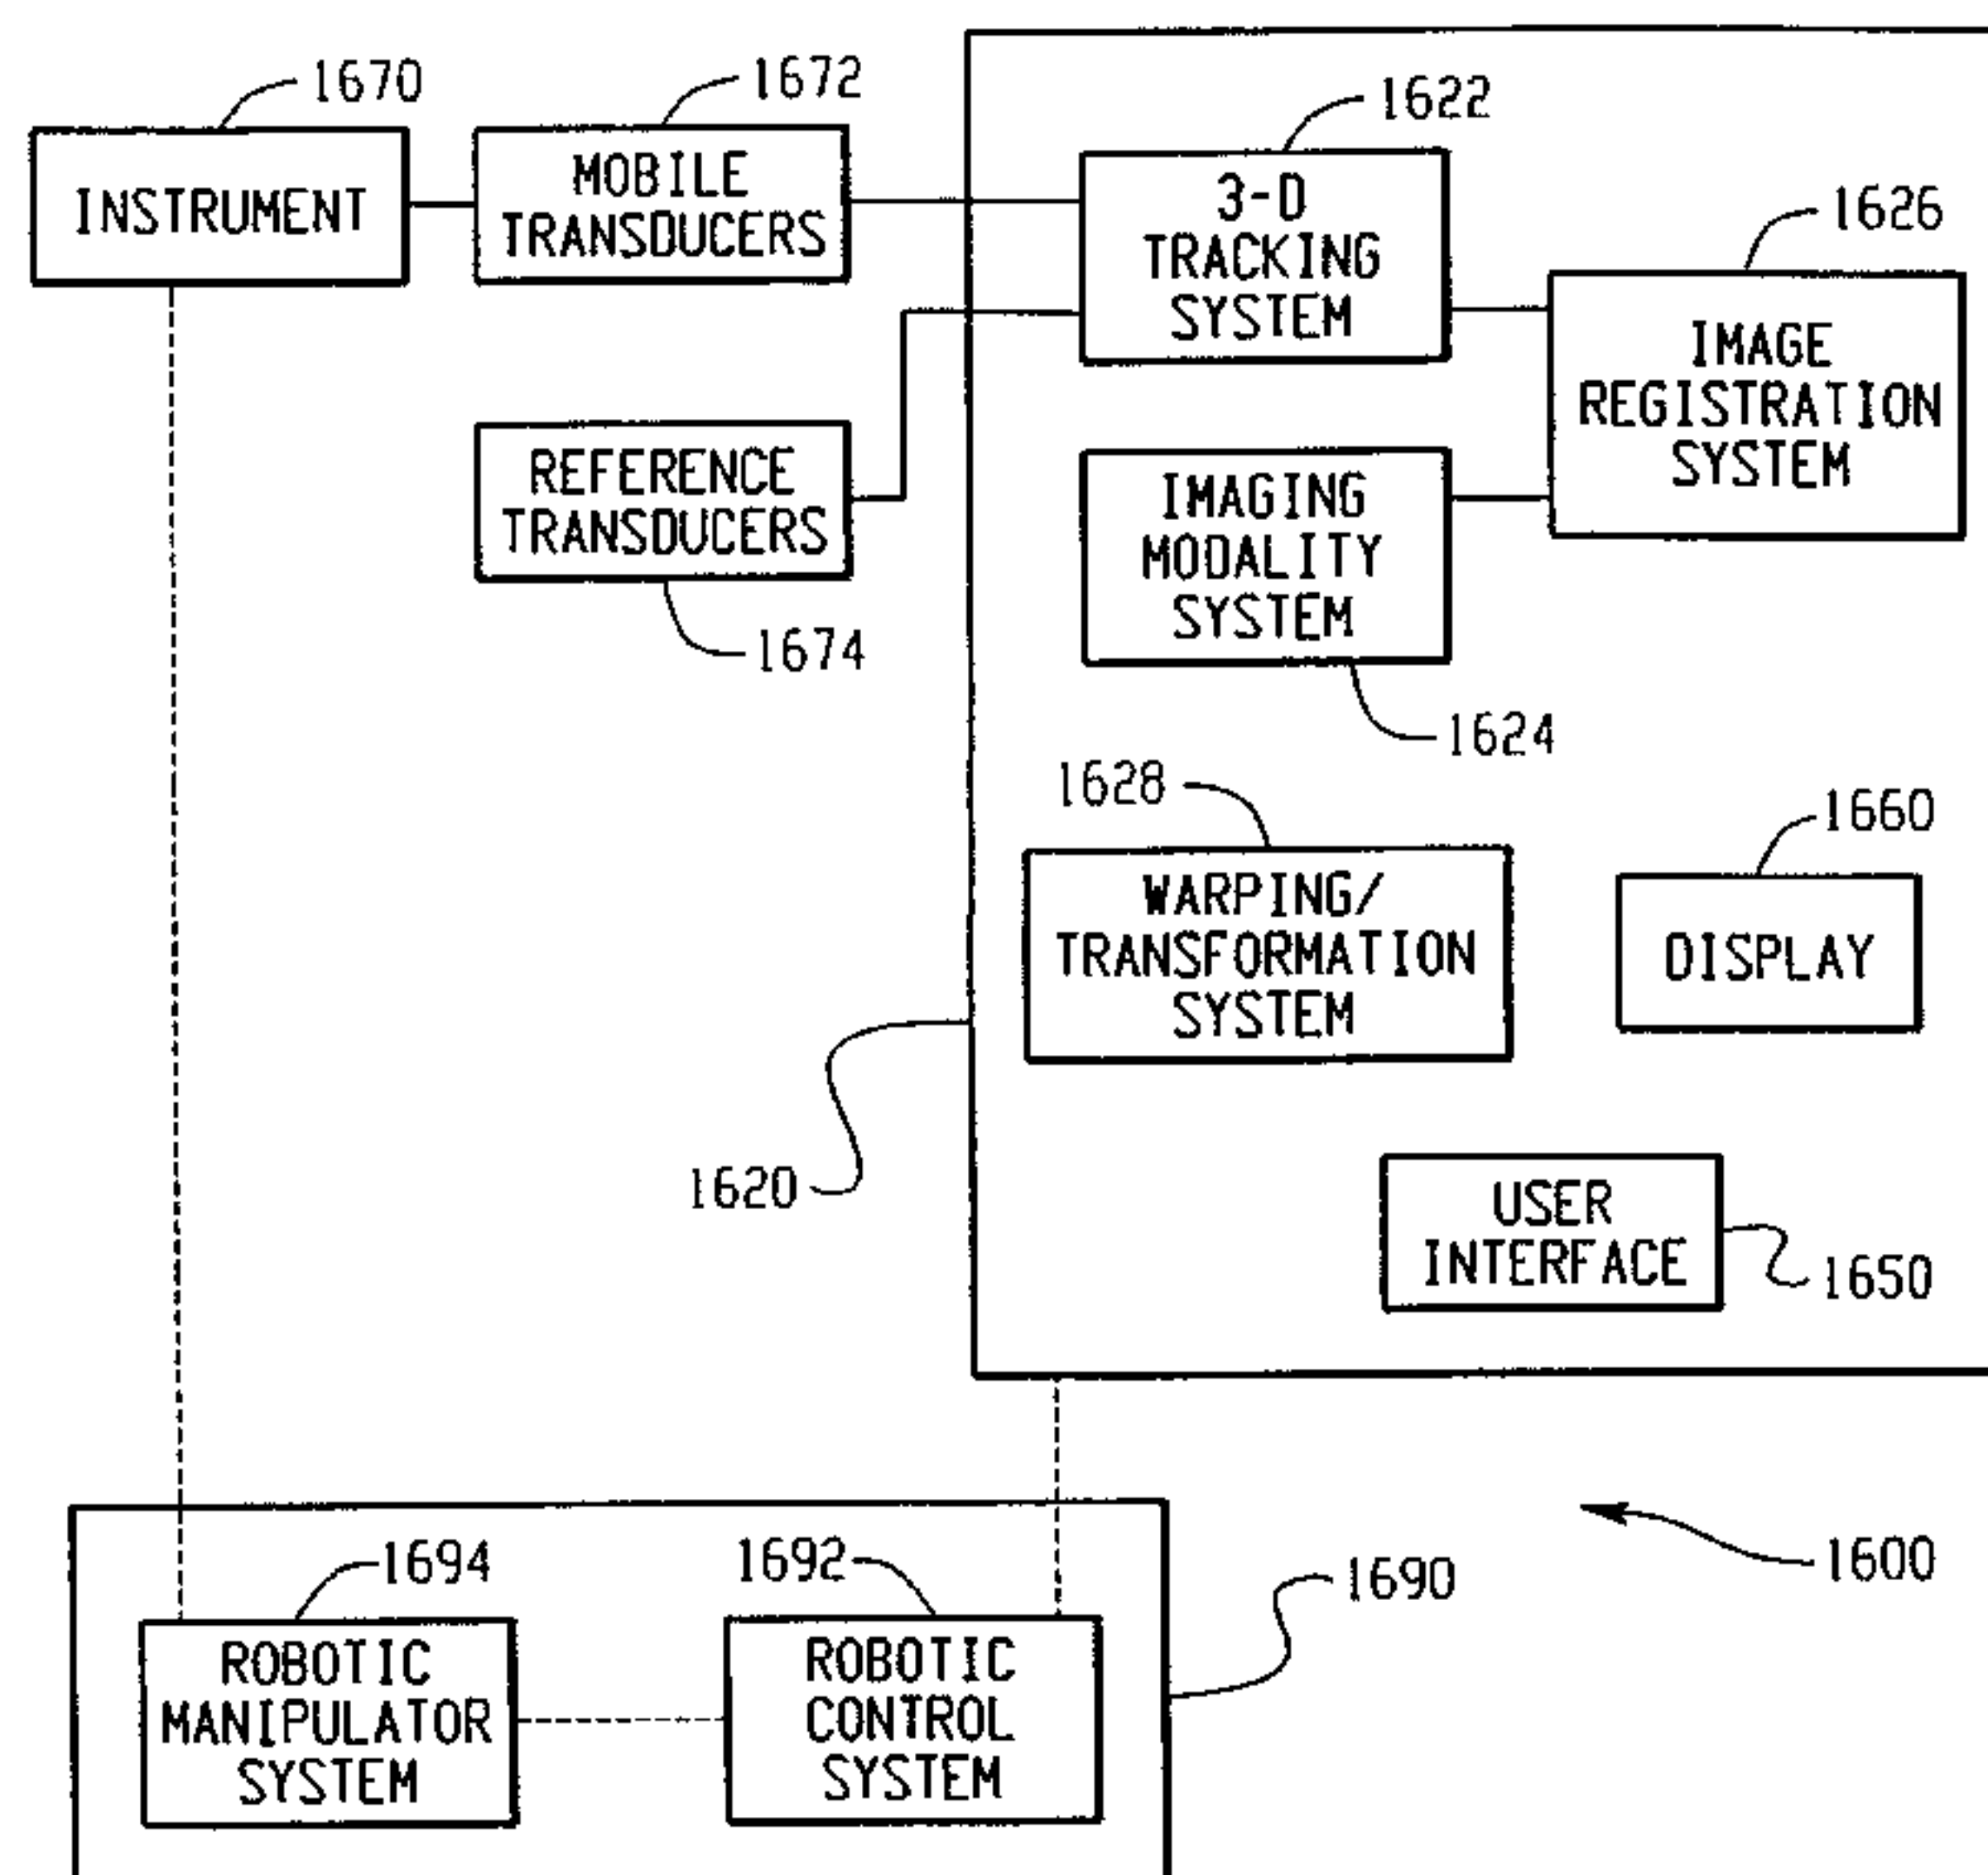 1670
1672
1622
1626
INSTRUMENT
MOBILE
TRANSDUCERS
3-D
TRACKING
SYSTEM
IMAGE
REGISTRATION
SYSTEM
REFERENCE
TRANSDUCERS
1674
IMAGING
MODALITY
SYSTEM
1624
1628
1660
WARPING/
TRANSFORMATION
SYSTEM
DISPLAY
1620
USER
INTERFACE
1650
1694
1692
1690
1600
ROBOTIC
MANIPULATOR
SYSTEM
ROBOTIC
CONTROL
SYSTEM